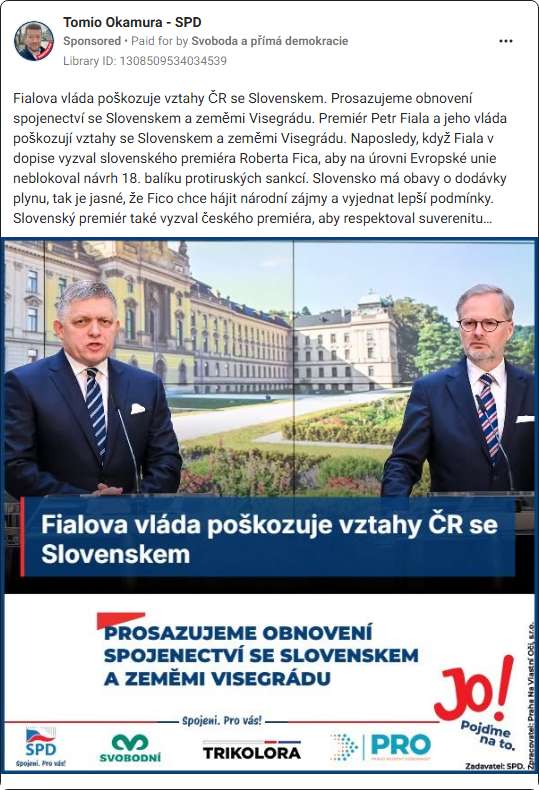 Tomio Okamura - SPD
Sponsored • Paid for by Svoboda a přímá demokracie
Library ID: 1308509534034539
Fialova vláda poškozuje vztahy ČR se Slovenskem. Prosazujeme obnovení
spojenectví se Slovenskem a zeměmi Visegrádu. Premiér Petr Fiala a jeho vláda
poškozují vztahy se Slovenskem a zeměmi Visegrádu. Naposledy, když Fiala v
dopise vyzval slovenského premiéra Roberta Fica, aby na úrovni Evropské unie
neblokoval návrh 18. balíku protiruských sankcí. Slovensko má obavy o dodávky
plynu, tak je jasné, že Fico chce hájit národní zájmy a vyjednat lepší podmínky.
Slovenský premiér také vyzval českého premiéra, aby respektoval suverenitu…
Fialova vláda poškozuje vztahy ČR se
Slovenskem
PROSAZUJEME OBNOVENÍ
SPOJENECTVÍ SE SLOVENSKEM
A ZEMĚMI VISEGRÁDU
Jo!
Pojďme
na to.
Spojeni. Pro vás!
SPD
Spojeni. Pro vás!
SVOBODNÍ
TRIKOLORA
PRO
Zadavatel: SPD.
Zpracovatel: Praha Na Vlastní Oči, s.r.o.